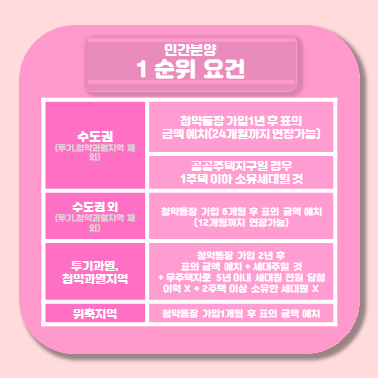 민간분양
1 순위 요건
수도권
(투기,청약과열지역 제
외)
청약통장 가입1년 후 표의
금액 예치(24개월까지 연장가능)
공공주택지구일 경우
1주택 이하 소유세대일 것
수도권 외
(투기,청약과열지역 제
외)
청약통장 가입 6개월 후 표의 금액 예치
(12개월까지 연장가능)
투기과열,
청약과열지역
청약통장 가입 2년 후
표의 금액 예치 + 세대주일 것
+ 무주택자로 5년 이내 세대원 전원 당첨
이력 X + 2주택 이상 소유한 세대원 X
위축지역
청약통장 가입1개월 후 표의 금액 예치